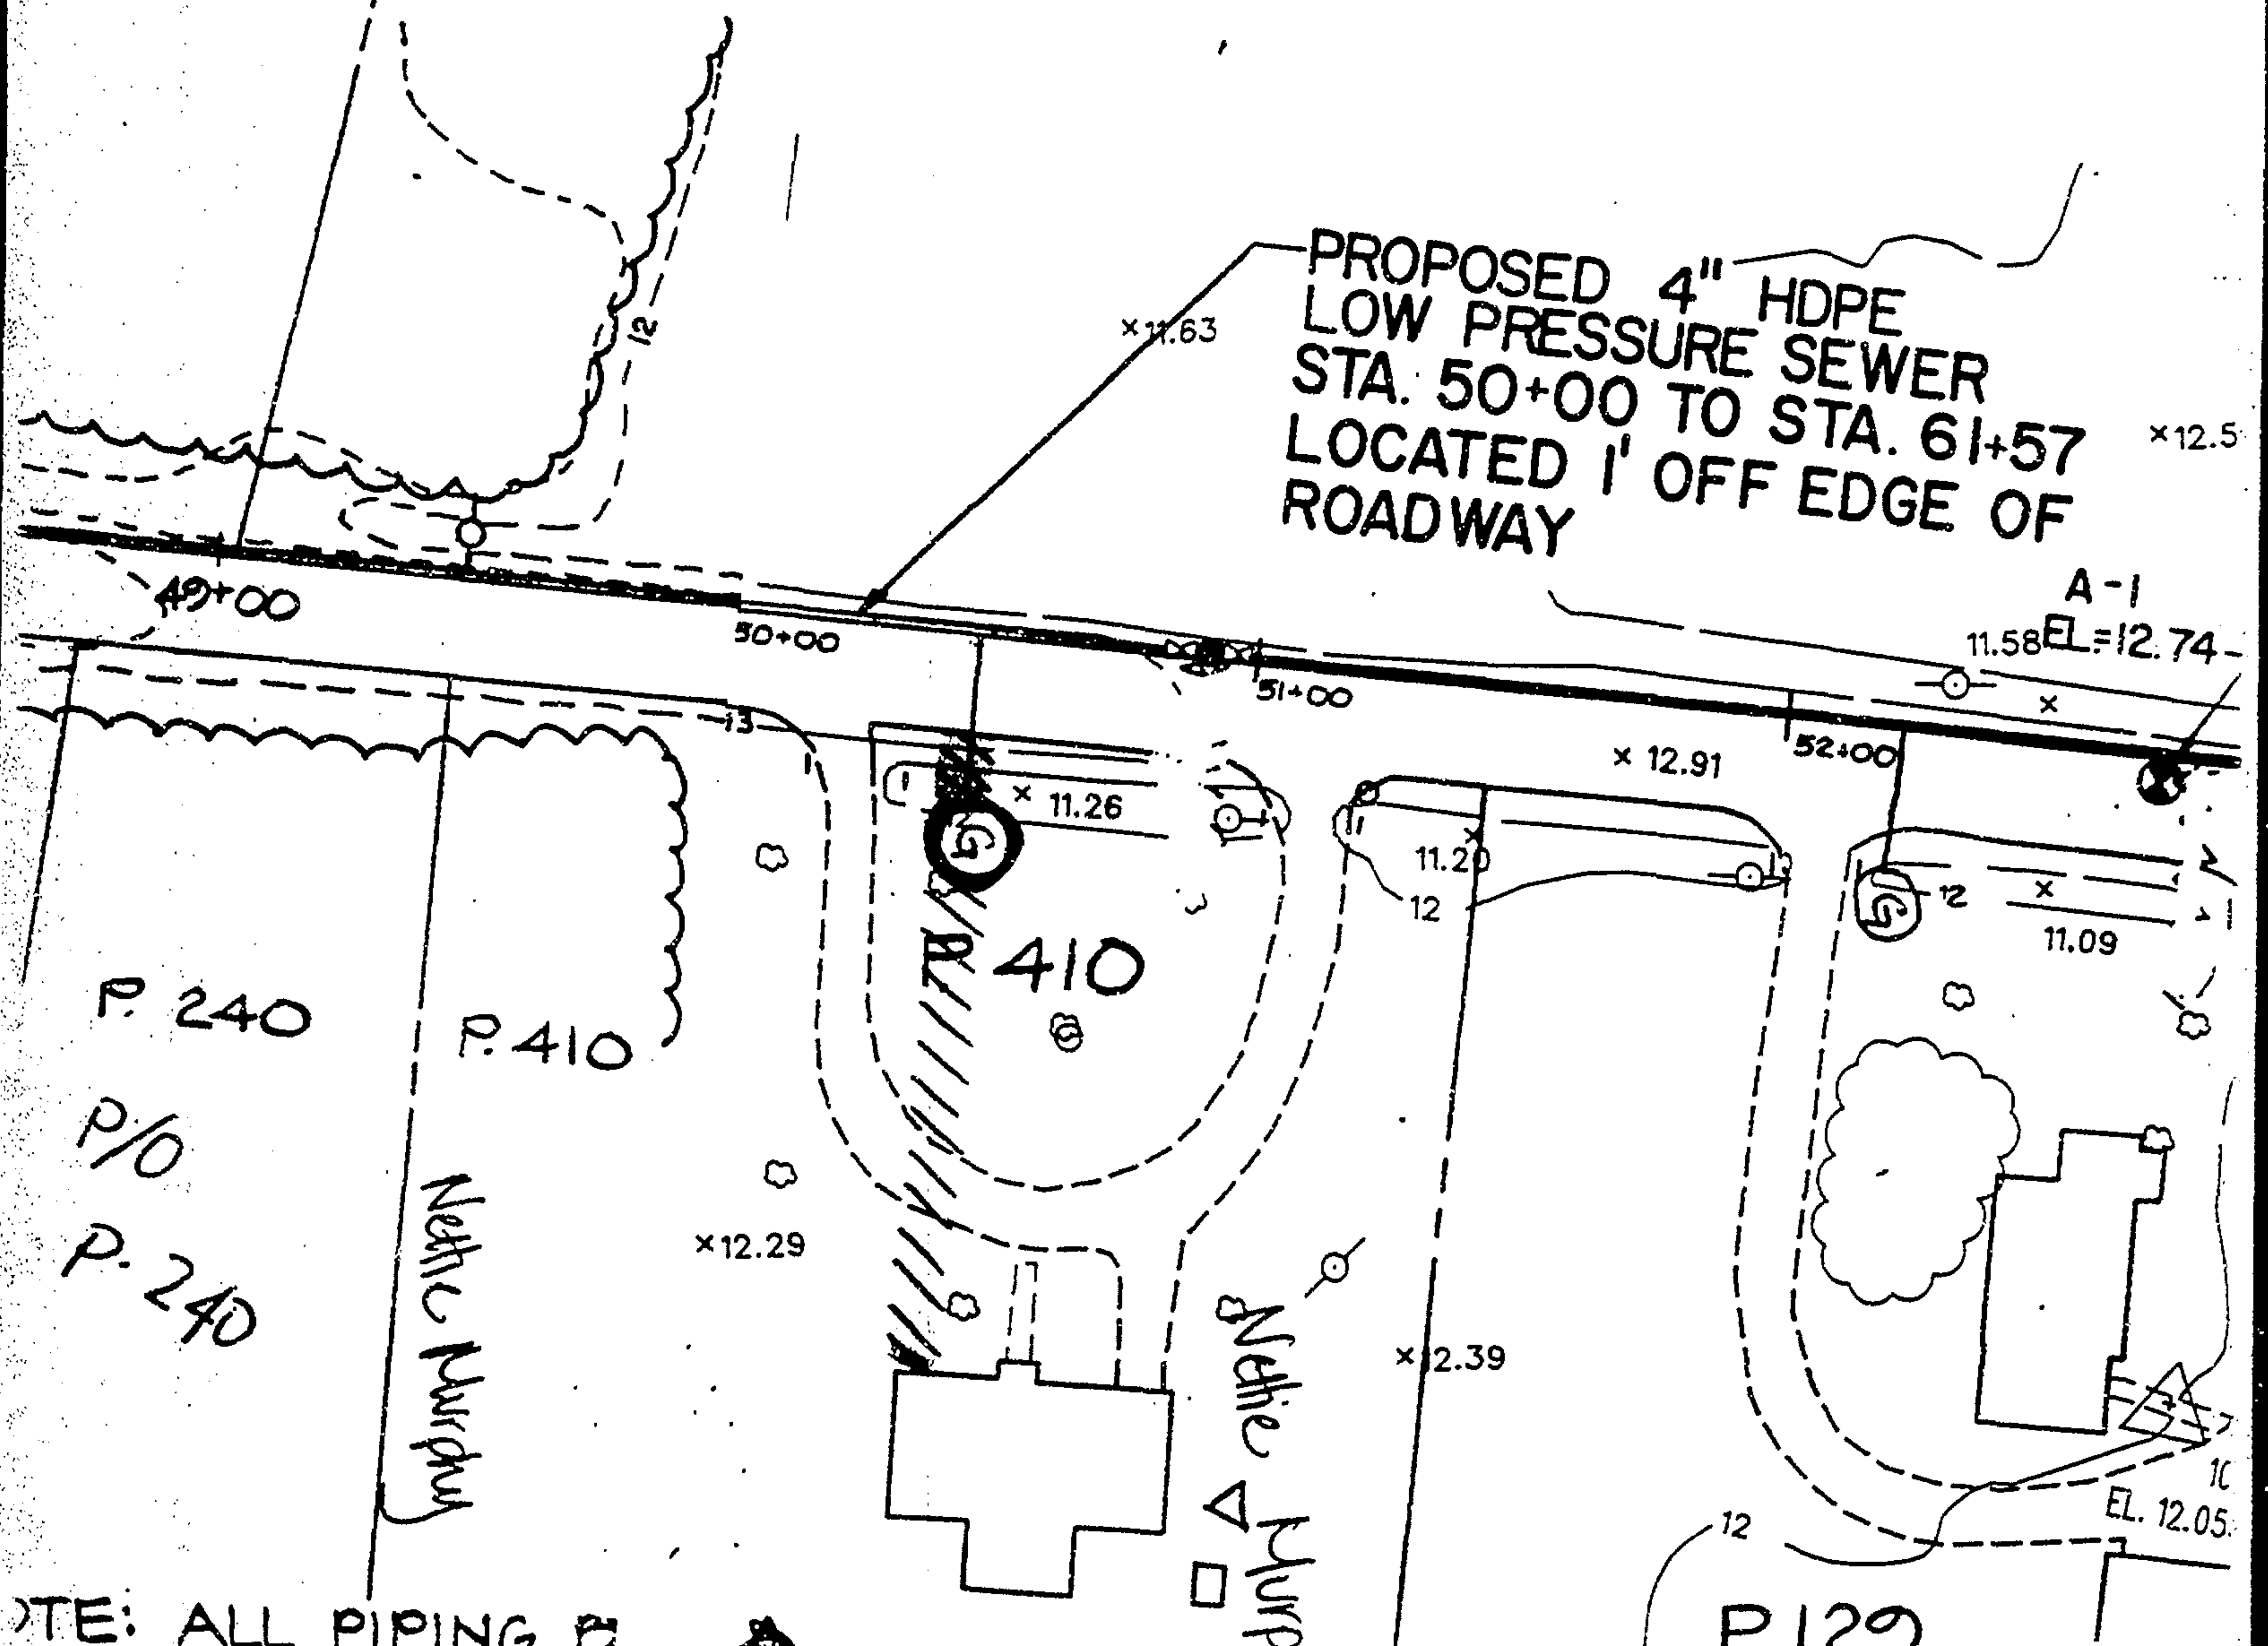 12
×11.63
PROPOSED 4" HDPE
LOW PRESSURE SEWER
STA. 50+00 TO STA. 61+57
LOCATED 1' OFF EDGE OF
ROADWAY
×12.5
A-1
EL=12.74
11.58
49+00
50+00
51+00
52+00
13
× 12.91
× 11.26
11.20
12
12
11.09
G
G
P. 410
P. 240
P. 410
P/O
P. 240
Nettie Murphy
×12.29
Nettie
×12.39
EL. 12.05
12
ALL PIPING
P.129